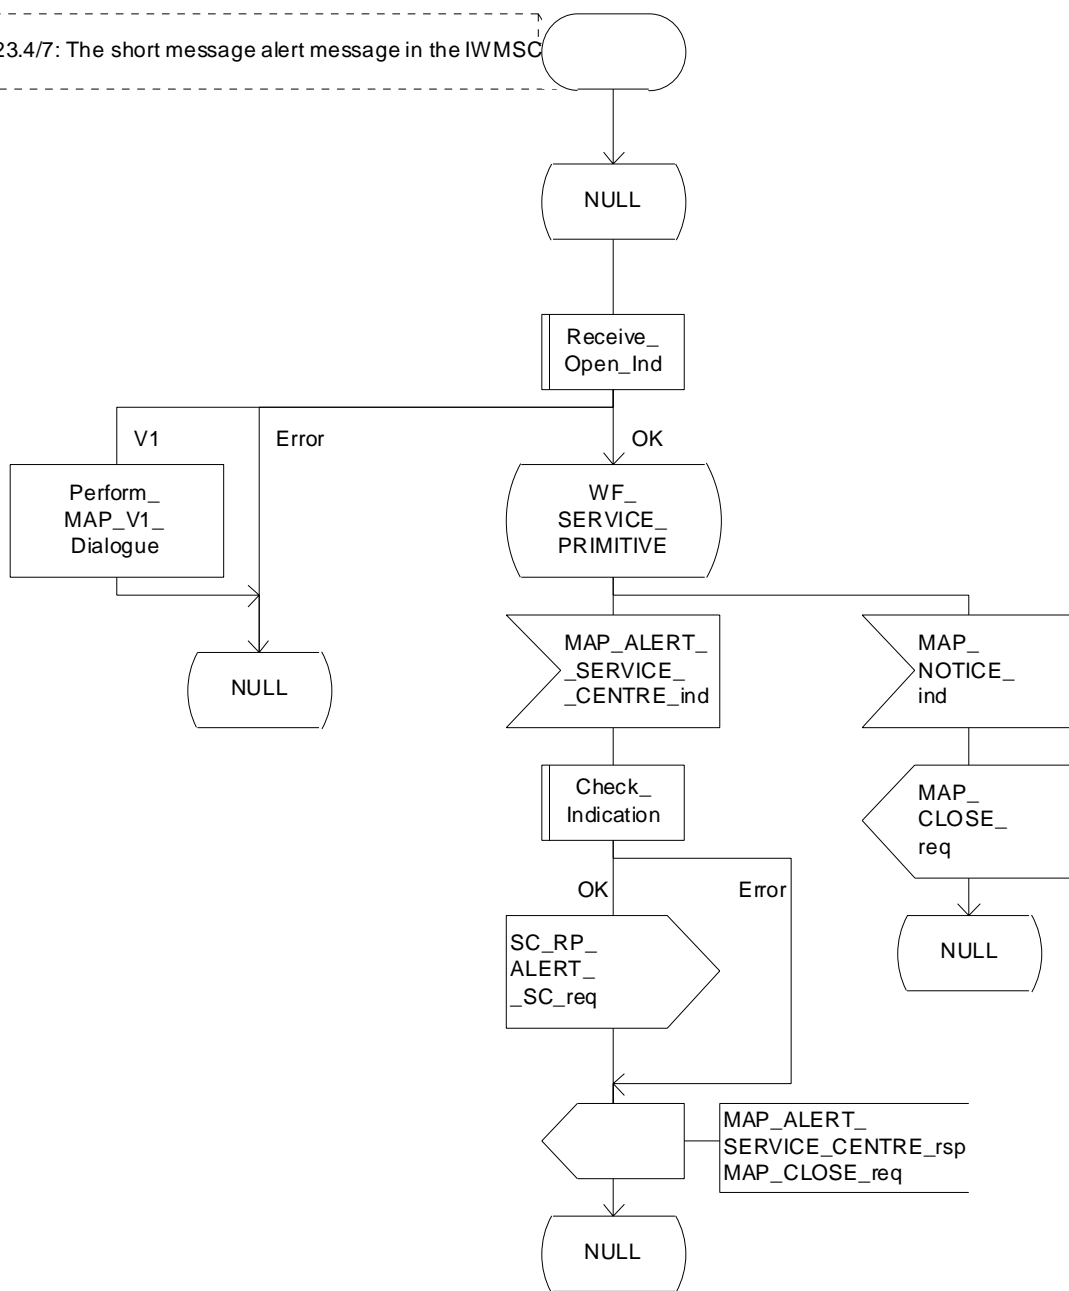 23.4/7: The short message alert message in the IWMSC
NULL
Receive_
Open_Ind
V1
Error
OK
Perform_
MAP_V1_
Dialogue
WF_
SERVICE_
PRIMITIVE
NULL
MAP_ALERT_
_SERVICE_
_CENTRE_ind
MAP_
NOTICE_
ind
Check_
Indication
MAP_
CLOSE_
req
OK
Error
SC_RP_
ALERT_
_SC_req
NULL
MAP_ALERT_
SERVICE_CENTRE_rsp
MAP_CLOSE_req
NULL